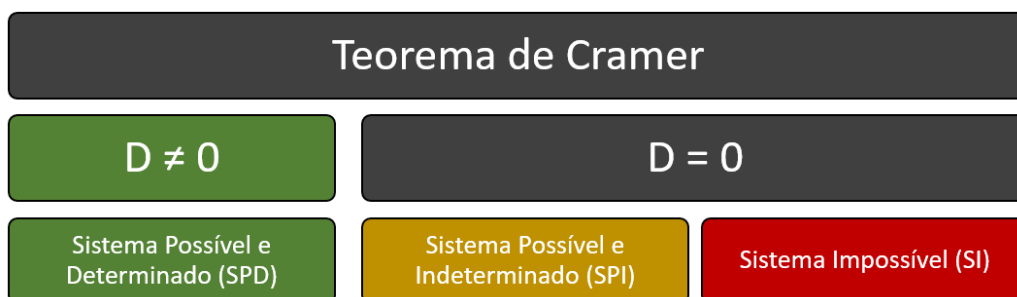 Teorema de Cramer
D ≠ 0
D = 0
Sistema Possível e
Determinado (SPD)
Sistema Possível e
Indeterminado (SPI)
Sistema Impossível (SI)